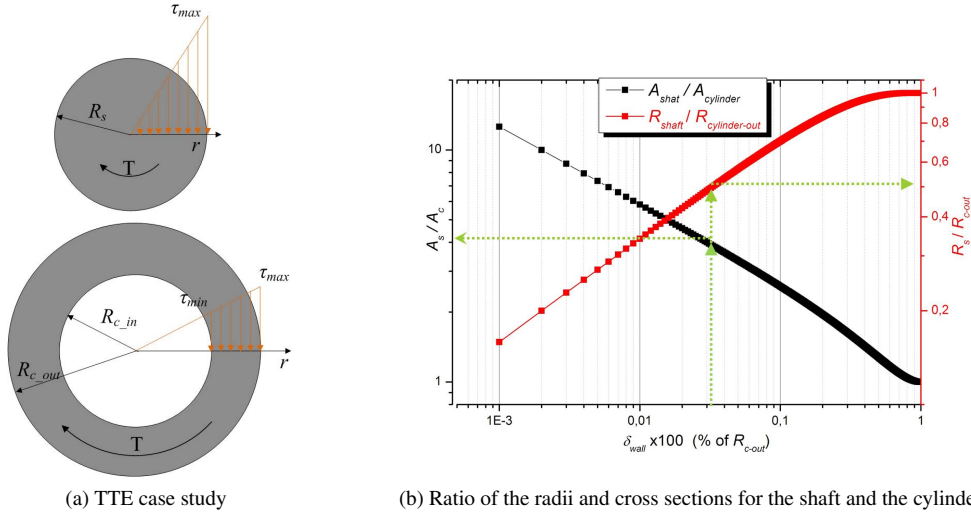 τmax
Rs
r
T
τmax
τmin
Rc_in
Rc_out
r
T
(a) TTE case study
Ashat / Acylinder
Rshaft / Rcylinder-out
10
1
As / Ac
1
0,8
0,6
0,4
0,2
Rs / Rc-out
1E-3
0,01
0,1
1
δwall x100 (% of Rc-out)
(b) Ratio of the radii and cross sections for the shaft and the cylinde